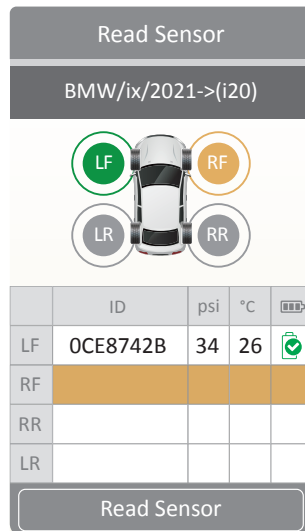 Read Sensor
BMW/ix/2021->(i20)
LF RF
LR RR
ID psi °C
LF 0CE8742B 34 26
RF
RR
LR
Read Sensor